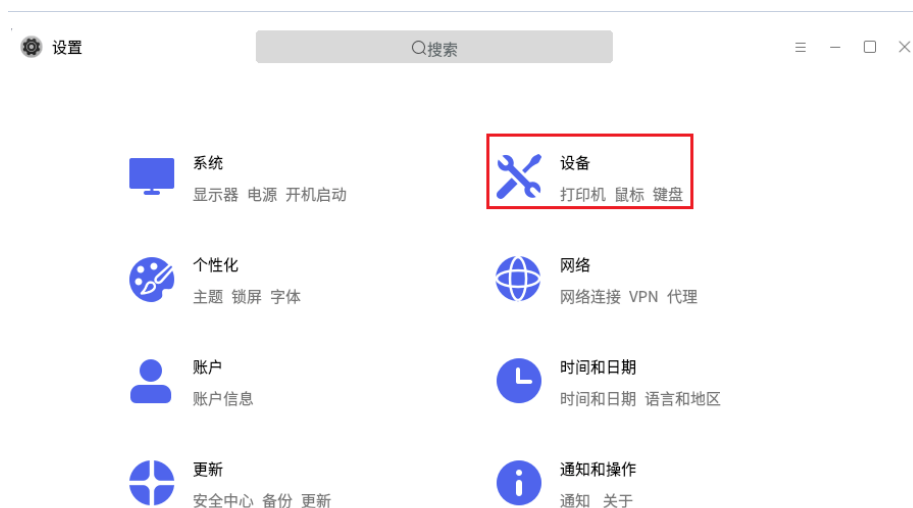 设置
搜索
系统
显示器 电源 开机启动
设备
打印机 鼠标 键盘
个性化
主题 锁屏 字体
网络
网络连接 VPN 代理
账户
账户信息
时间和日期
时间和日期 语言和地区
更新
安全中心 备份 更新
通知和操作
通知 关于